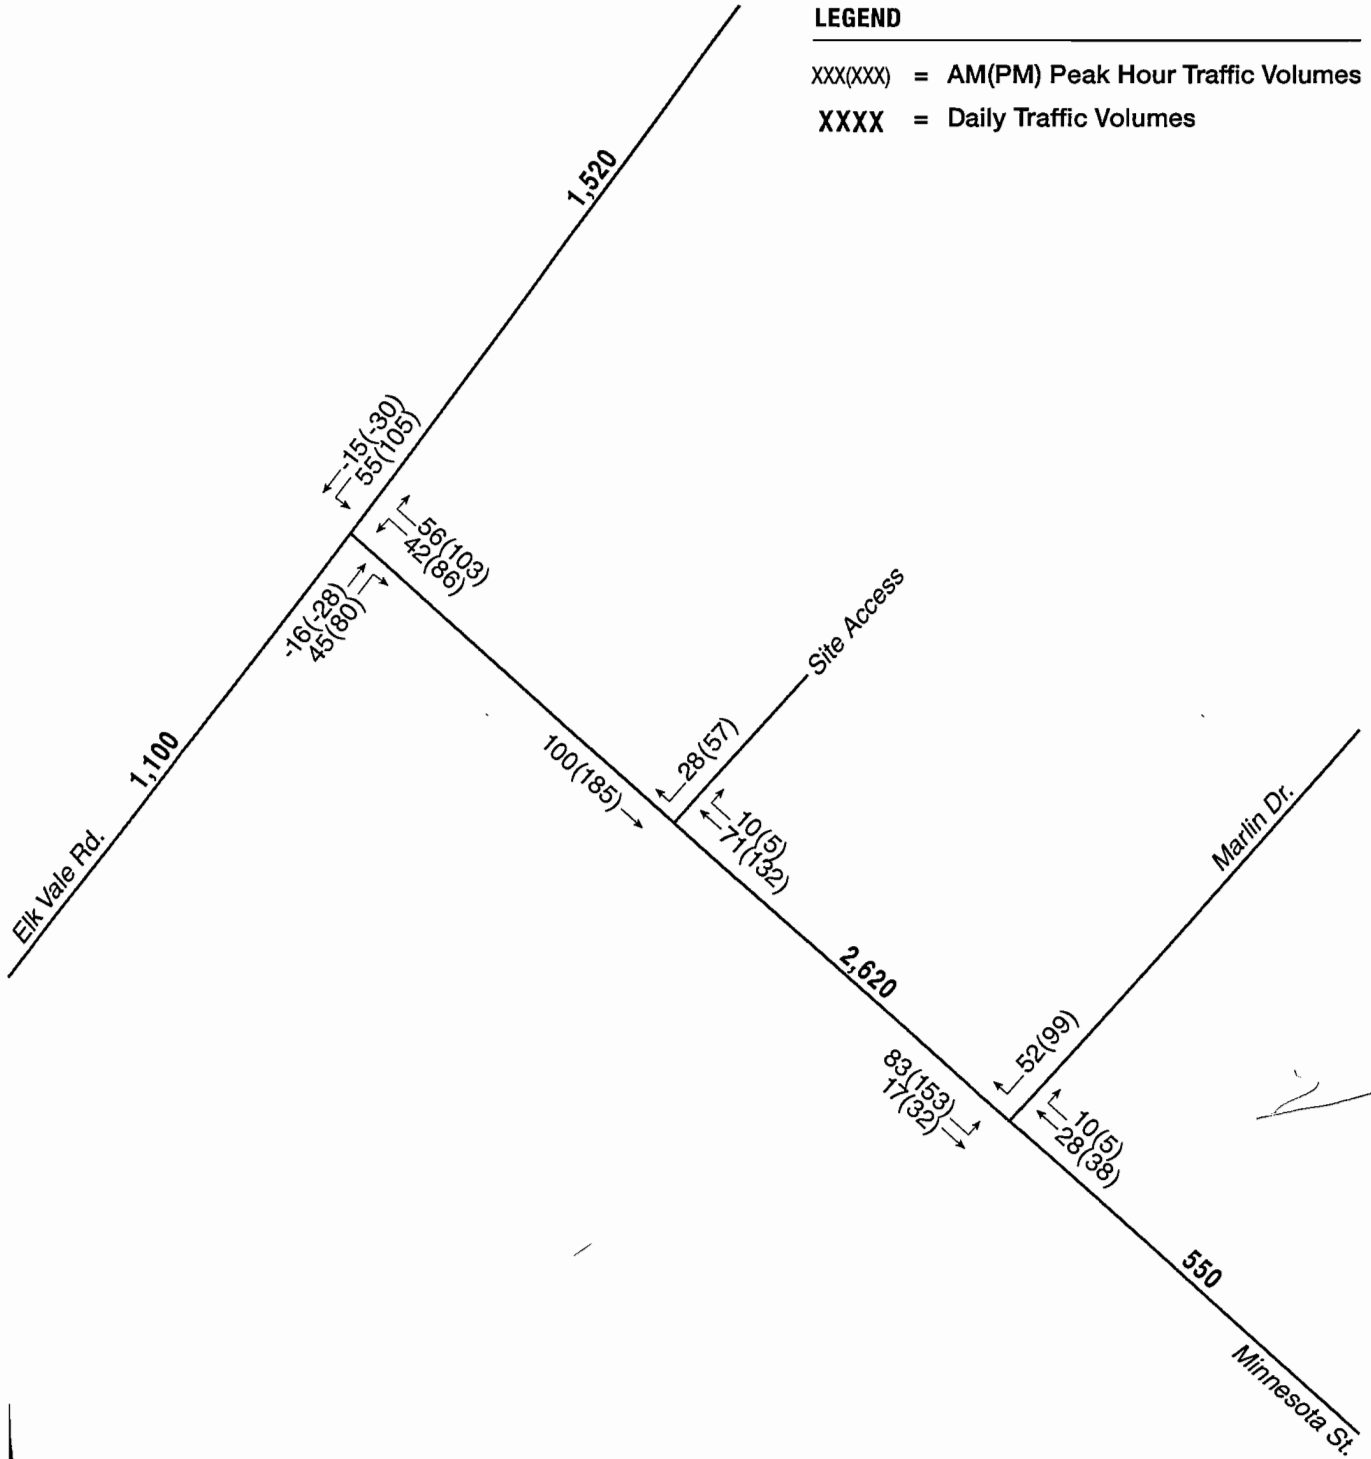 LEGEND
XXX(XXX) = AM(PM) Peak Hour Traffic Volumes
XXXX = Daily Traffic Volumes
1,520
-15(-30)
55(105)
56(103)
42(86)
-16(-28)
45(80)
1,100
Elk Vale Rd.
Site Access
28(57)
100(185)
10(5)
71(132)
Marlin Dr.
2,620
52(99)
83(153)
17(32)
10(5)
28(38)
550
Minnesota St.